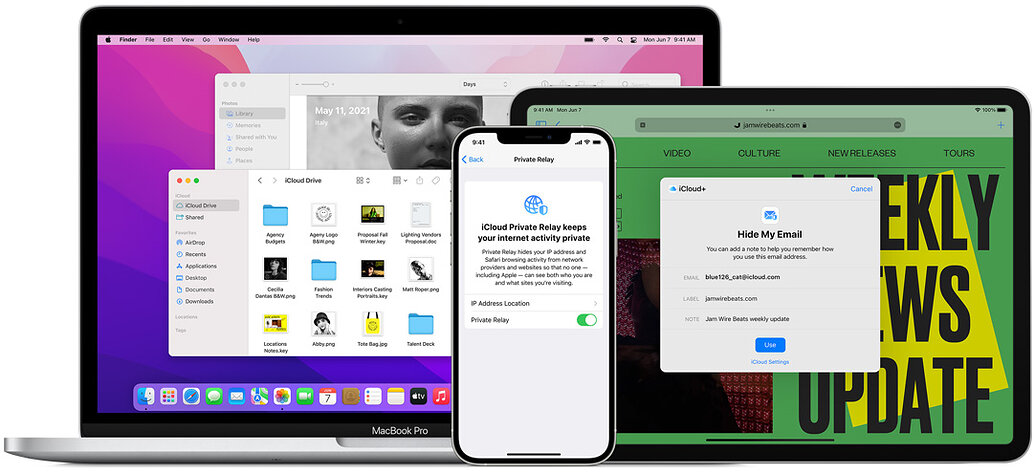 Finder File Edit View Go Window Help
Mon Jun 7 9:41 AM
Days
Search
Photos
Library
Memories
Shared with You
People
Places
May 11, 2021
Italy
iCloud
iCloud Drive
Shared
Favorites
AirDrop
Recents
Applications
Desktop
Documents
Downloads
Locations
Tags
iCloud Drive
Agency
Budgets
Ageny Logo
B&W.png
Proposal Fall
Winter.key
Lighting Vendors
Proposal.doc
Cecilia
Dantas B&W.png
Fashion
Trends
Interiors Casting
Portraits.key
Matt Roper.png
Locations
Notes.key
Abby.png
Tote Bag.jpg
Talent Deck
JUN
7
tv
MacBook Pro
9:41
Back
Private Relay
iCloud Private Relay keeps
your internet activity private
Private Relay hides your IP address and
Safari browsing activity from network
providers and websites so that no one —
including Apple — can see both who you are
and what sites you're visiting.
IP Address Location
Private Relay
9:41 AM Mon Jun 7
100%
jamwirebeats.com
VIDEO CULTURE NEW RELEASES TOURS
WEEKLY
NEWS
UPDATE
iCloud+
Cancel
Hide My Email
You can add a note to help you remember how
you use this email address.
EMAIL blue126_cat@icloud.com
LABEL jamwirebeats.com
NOTE Jam Wire Beats weekly update
Use
iCloud Settings